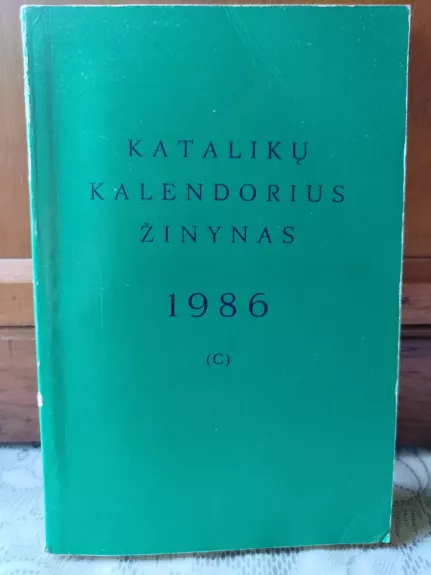 KATALIKŲ
KALENDORIUS
ŽINYNAS
1986
(C)